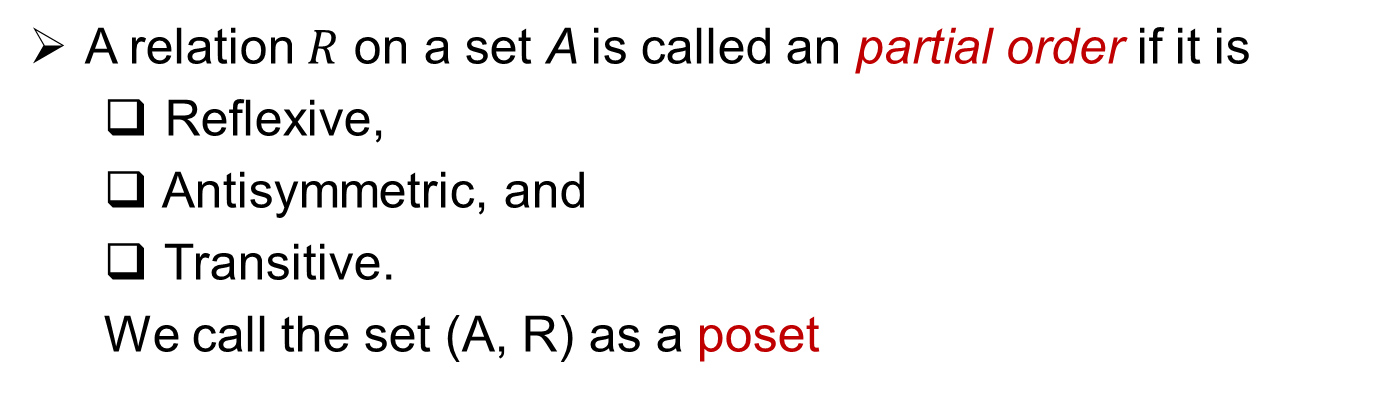 ➢ A relation R on a set A is called an partial order if it is
❑ Reflexive,
❑ Antisymmetric, and
❑ Transitive.
We call the set (A, R) as a poset